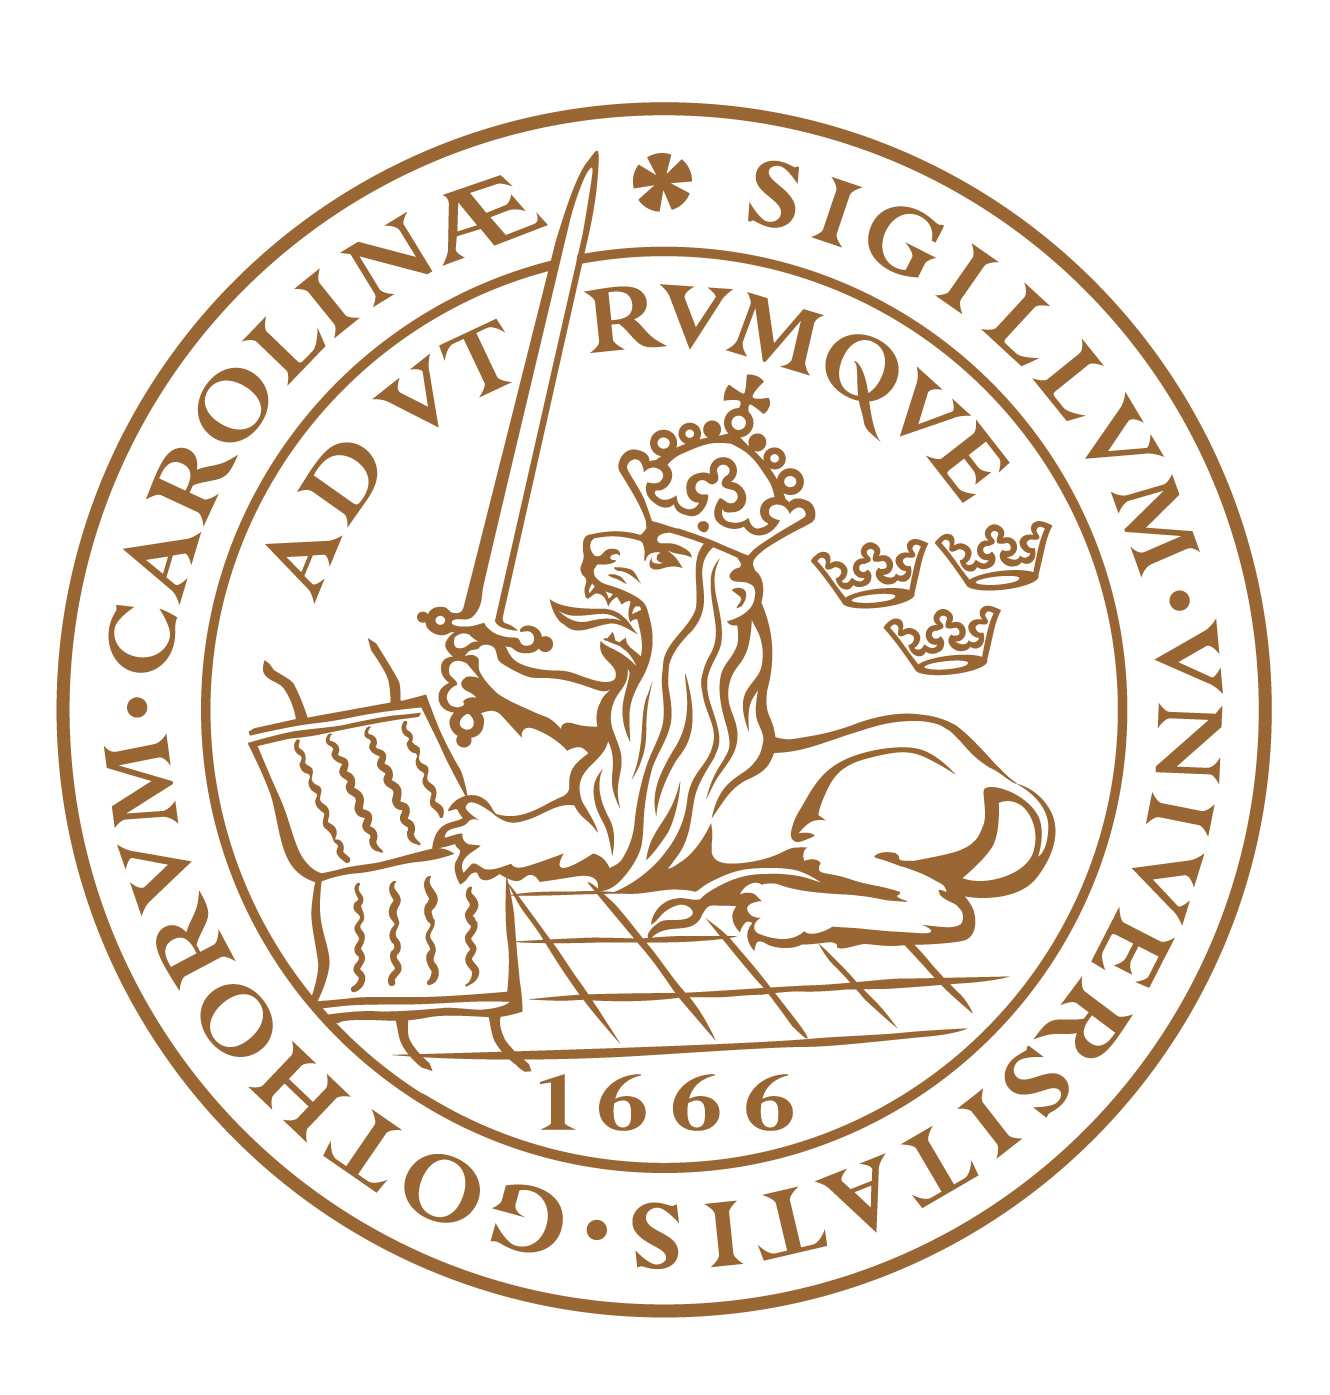 * SIGILLVM · VNIVERSITATIS · GOTHORVM · CAROLINÆ
AD VTRVMQVE
1666